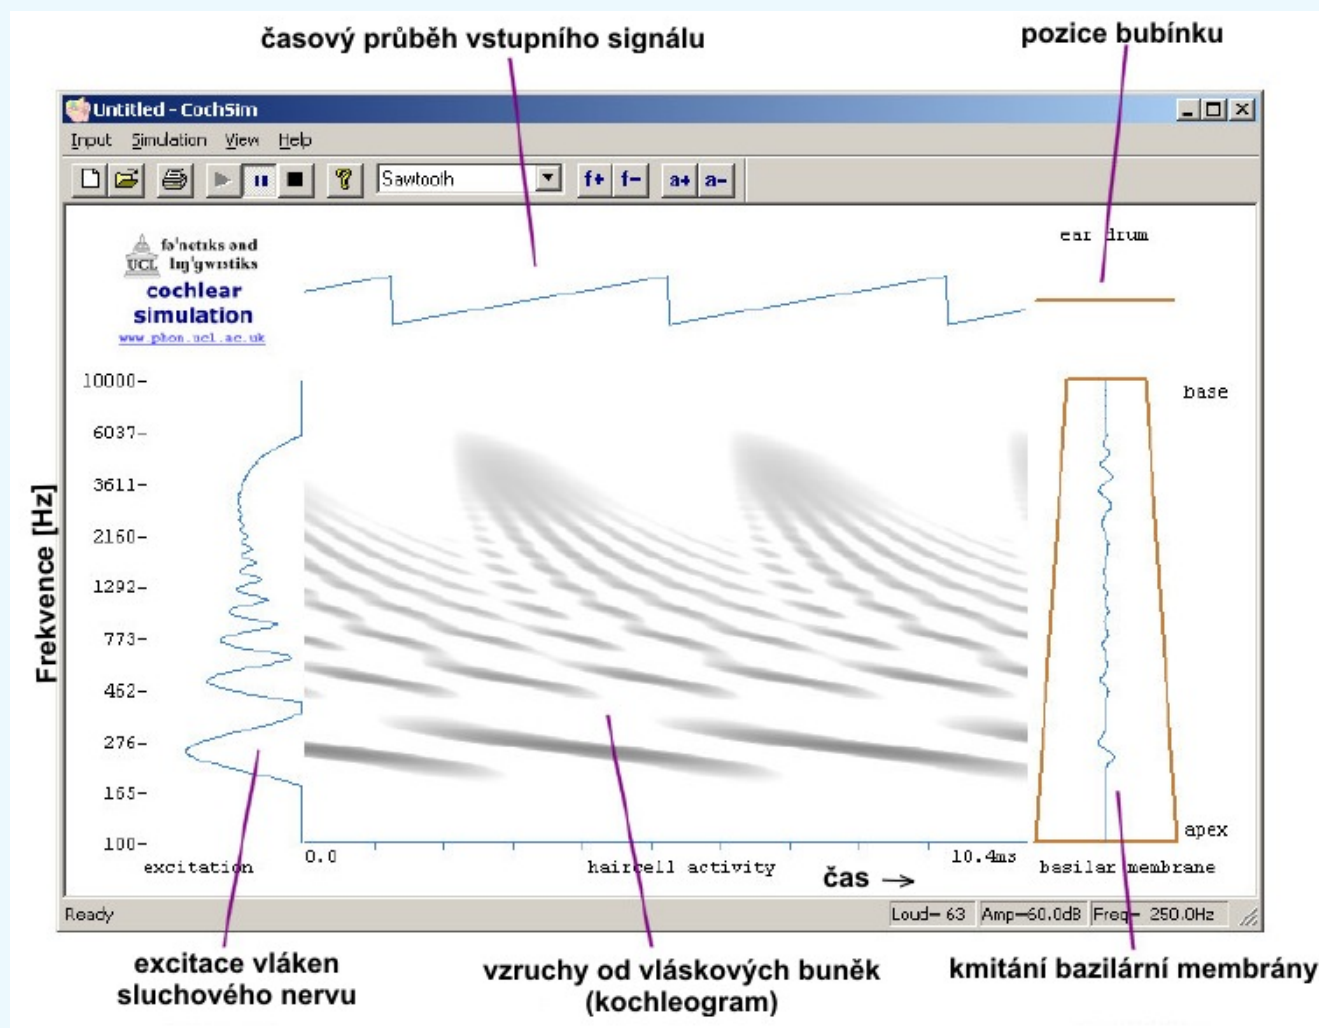 časový průběh vstupního signálu
pozice bubínku
Untitled - CochSim
Input Simulation View Help
Sawtooth f+ f- a+ a-
fə'netɪks ənd
UCL lɪŋ'gwɪstɪks
cochlear
simulation
www.phon.ucl.ac.uk
ear drum
Frekvence [Hz]
10000-
6037-
3611-
2160-
1292-
773-
462-
276-
165-
100-
base
apex
0.0
10.4ms
excitation
haircell activity
čas →
basilar membrane
Ready
Loud= 63 Amp=60.0dB Freq= 250.0Hz
excitace vláken
sluchového nervu
vzruchy od vláskových buněk
(kochleogram)
kmitání bazilární membrány